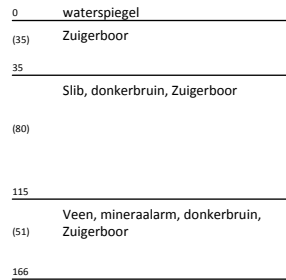 0 waterspiegel
(35) Zuigerboor
35
Slib, donkerbruin, Zuigerboor
(80)
115
Veen, mineraalarm, donkerbruin,
(51) Zuigerboor
166